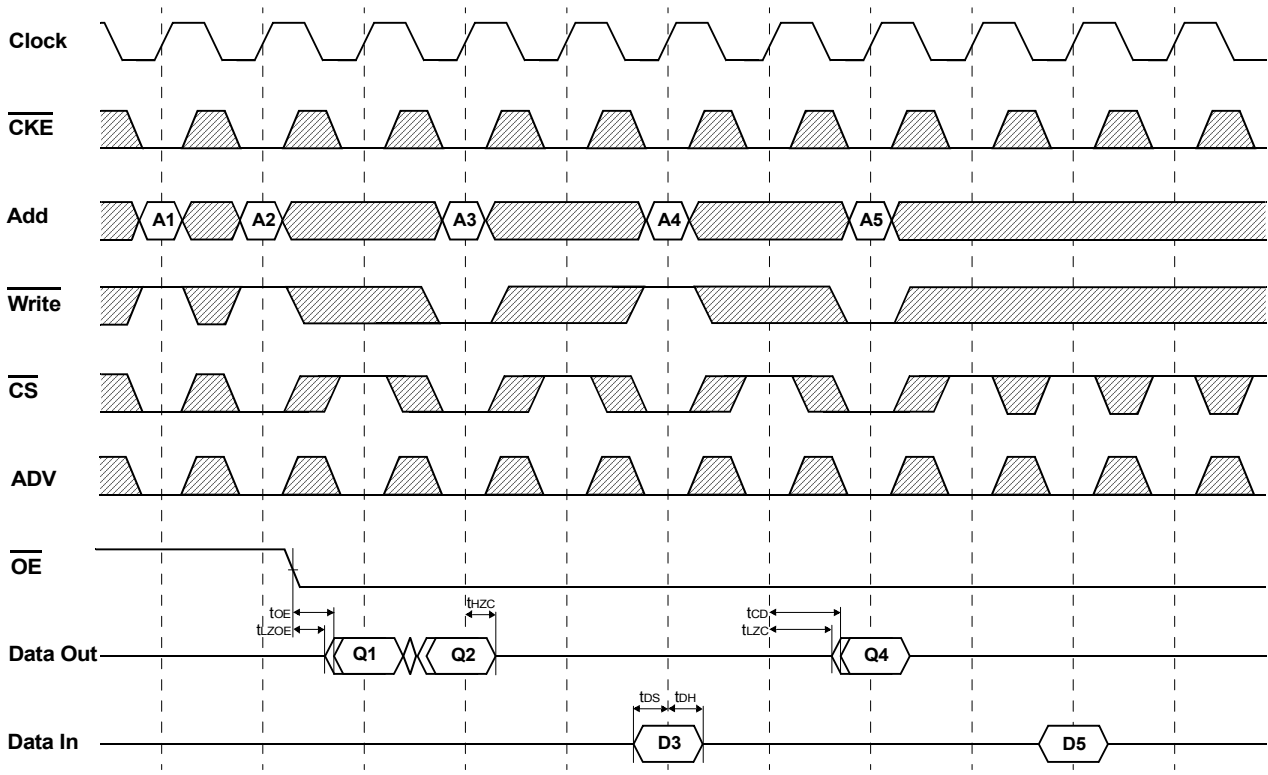 Clock
CKE
Add
A1 A2 A3 A4 A5
Write
CS
ADV
OE
tOE tHZC tCD
tLZOE tLZC
Data Out Q1 Q2 Q4
tDS tDH
Data In D3 D5